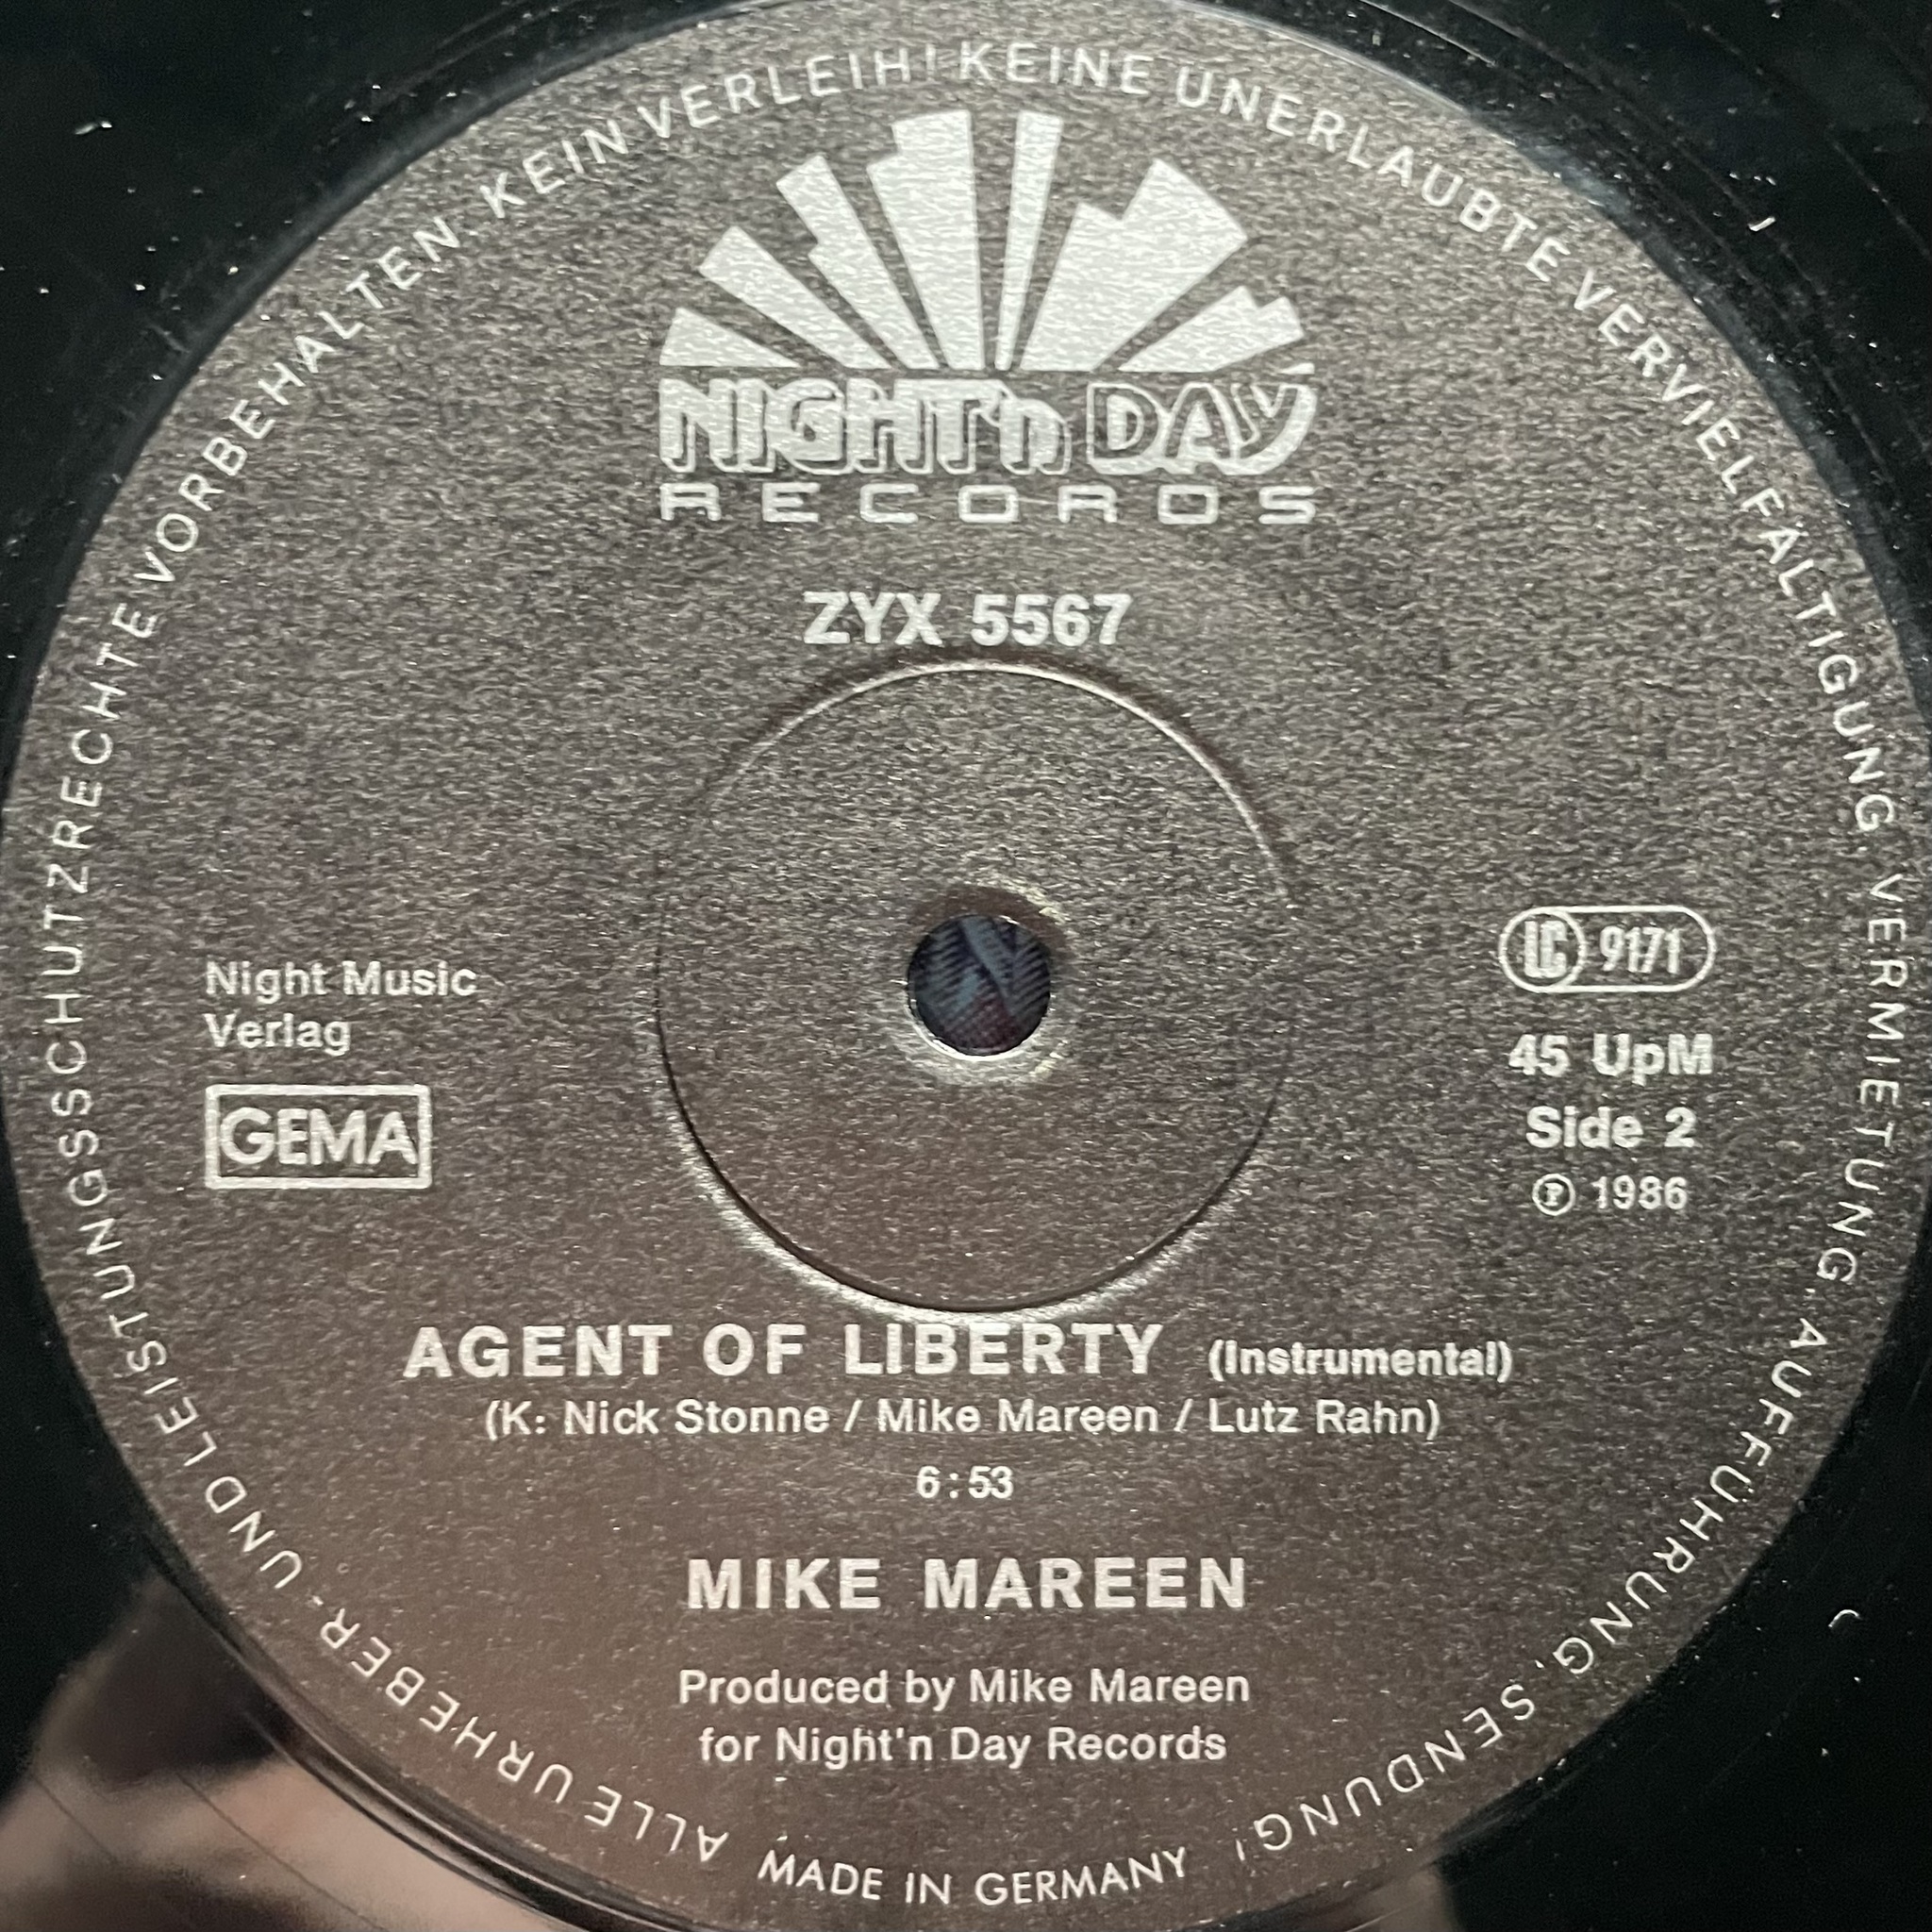 ALLE URHEBER- UND LEISTUNGSSCHUTZRECHTE VORBEHALTEN. KEIN VERLEIH! KEINE UNERLAUBTE VERVIELFÄLTIGUNG, VERMIETUNG, AUFFÜHRUNG, SENDUNG!
NIGHT'n DAY
RECORDS
ZYX 5567
Night Music
Verlag
GEMA
LC 9171
45 UpM
Side 2
Ⓟ 1986
AGENT OF LIBERTY (Instrumental)
(K: Nick Stonne / Mike Mareen / Lutz Rahn)
6:53
MIKE MAREEN
Produced by Mike Mareen
for Night'n Day Records
MADE IN GERMANY